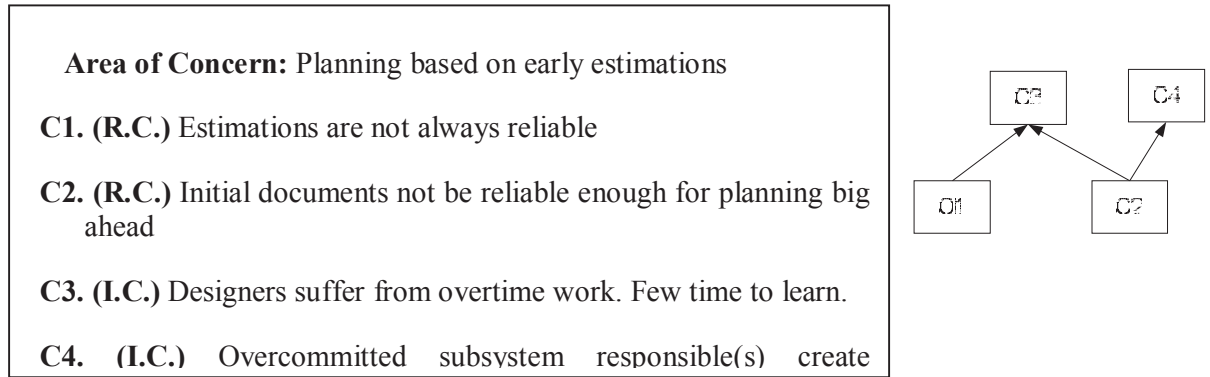 Area of Concern: Planning based on early estimations
C1. (R.C.) Estimations are not always reliable
C2. (R.C.) Initial documents not be reliable enough for planning big
ahead
C3. (I.C.) Designers suffer from overtime work. Few time to learn.
C4. (I.C.) Overcommitted subsystem responsible(s) create
C3
C4
C1
C2